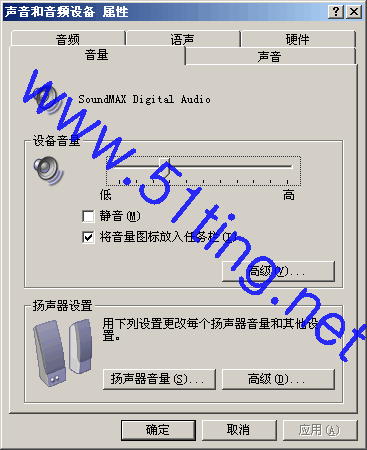 声音和音频设备 属性
音频 语声 硬件
音量 声音
SoundMAX Digital Audio
设备音量
低 高
静音(M)
将音量图标放入任务栏(I)
高级(V)...
扬声器设置
用下列设置更改每个扬声器音量和其他设
置。
扬声器音量(S)... 高级(D)...
确定 取消 应用(A)
www.51ting.net